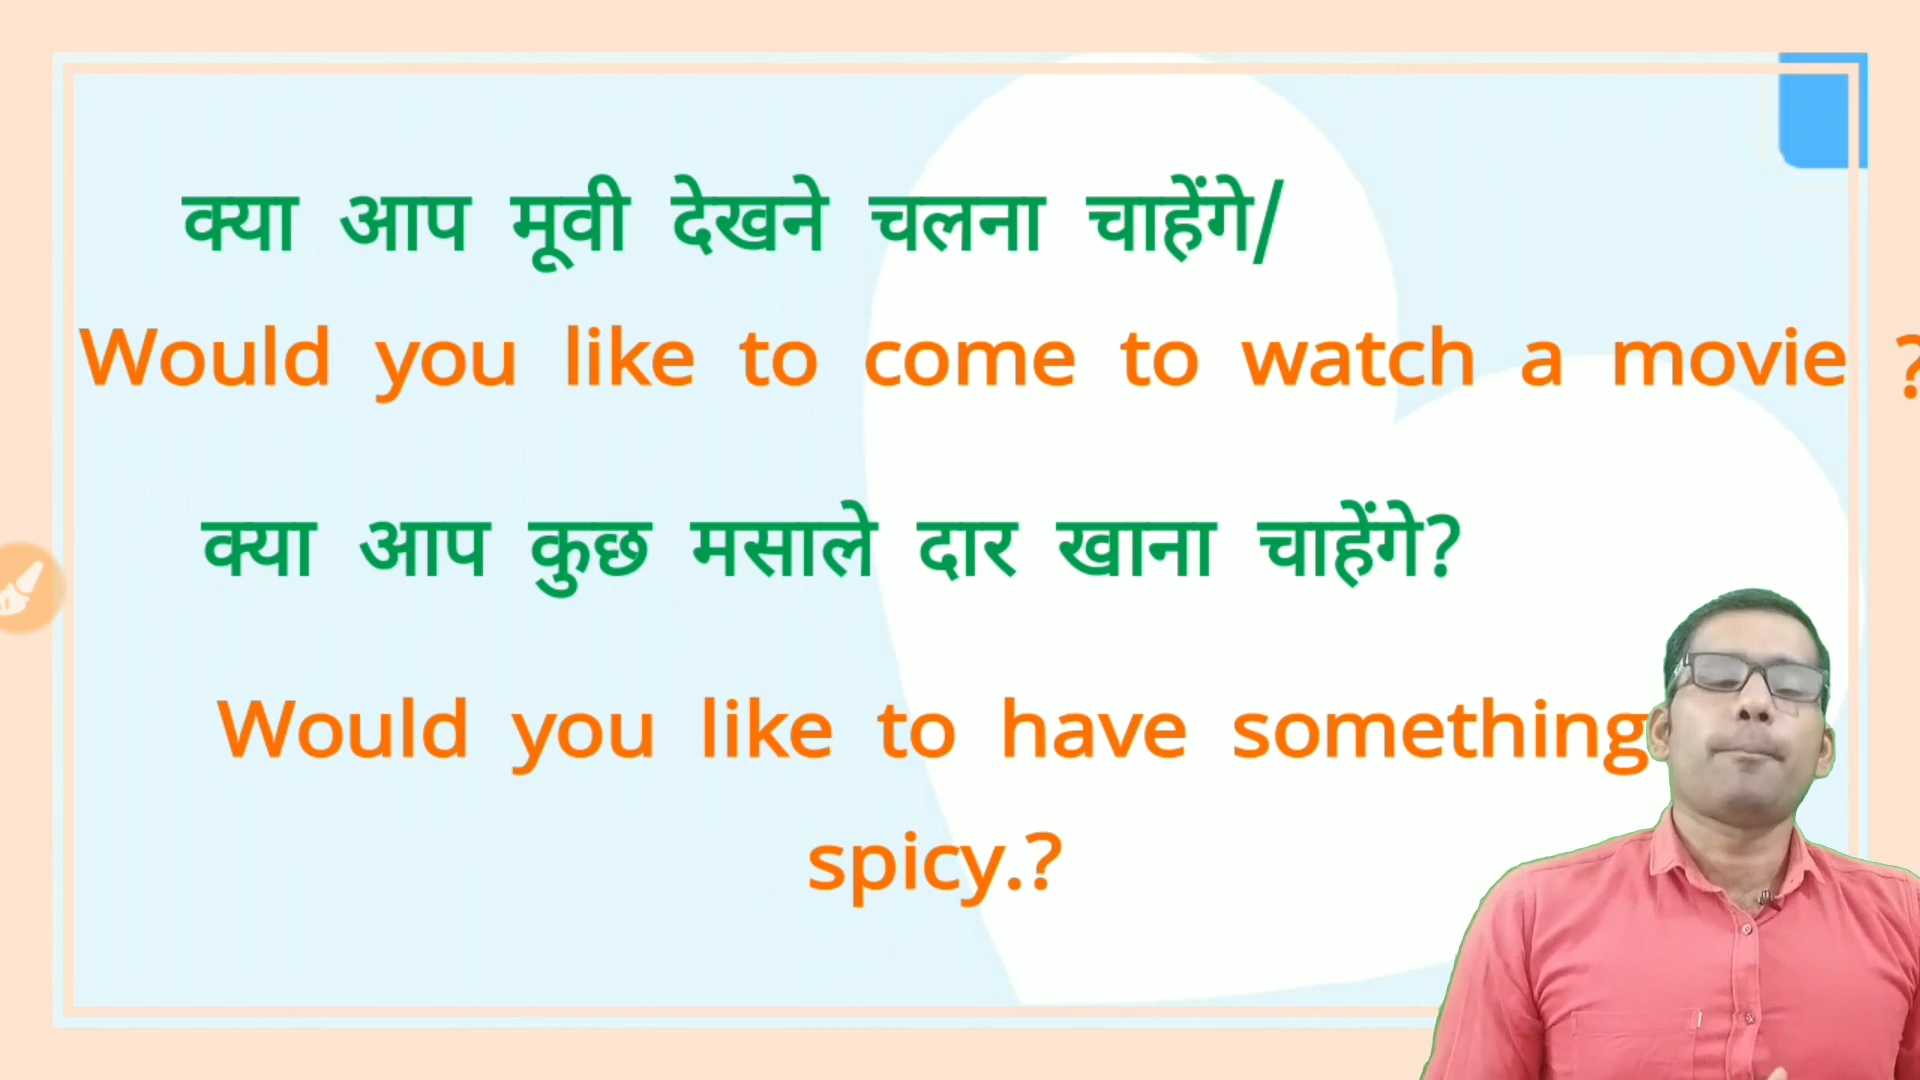 क्या आप मूवी देखने चलना चाहेंगे/
Would you like to come to watch a movie ?
क्या आप कुछ मसाले दार खाना चाहेंगे?
Would you like to have something
spicy.?